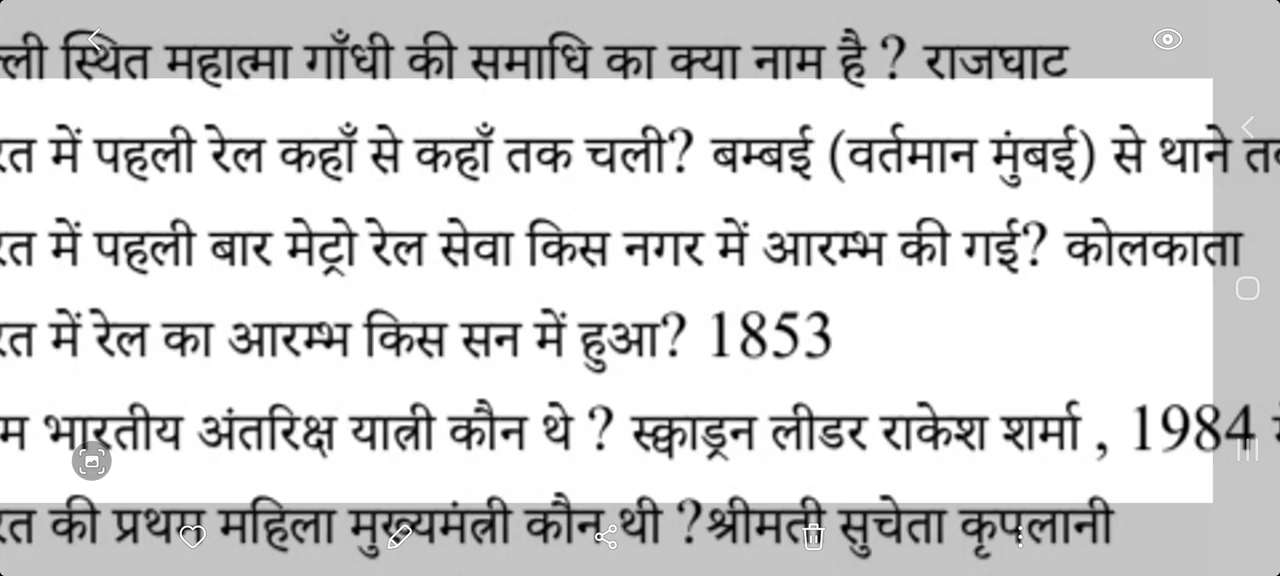 ली स्थित महात्मा गाँधी की समाधि का क्या नाम है ? राजघाट
रत में पहली रेल कहाँ से कहाँ तक चली? बम्बई (वर्तमान मुंबई) से थाने
रत में पहली बार मेट्रो रेल सेवा किस नगर में आरम्भ की गई? कोलकाता
रत में रेल का आरम्भ किस सन में हुआ? 1853
म भारतीय अंतरिक्ष यात्री कौन थे ? स्क्वाड्रन लीडर राकेश शर्मा , 1984
रत की प्रथम महिला मुख्यमंत्री कौन थी ?श्रीमती सुचेता कृपलानी